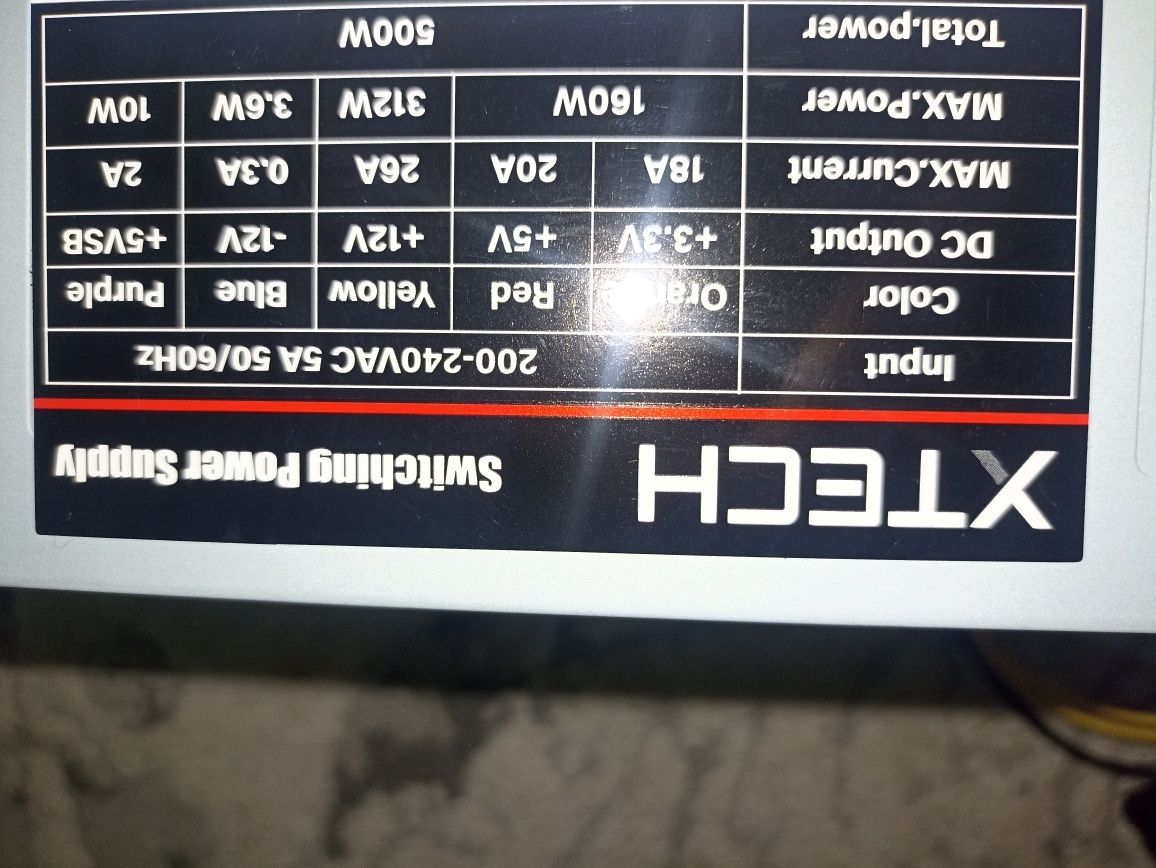 XTECH Switching Power Supply
Input 200-240VAC 5A 50/60Hz
Color Orange Red Yellow Blue Purple
DC Output +3.3V +5V +12V -12V +5VSB
MAX.Current 18A 20A 26A 0.3A 2A
MAX.Power 160W 312W 3.6W 10W
Total.power 500W